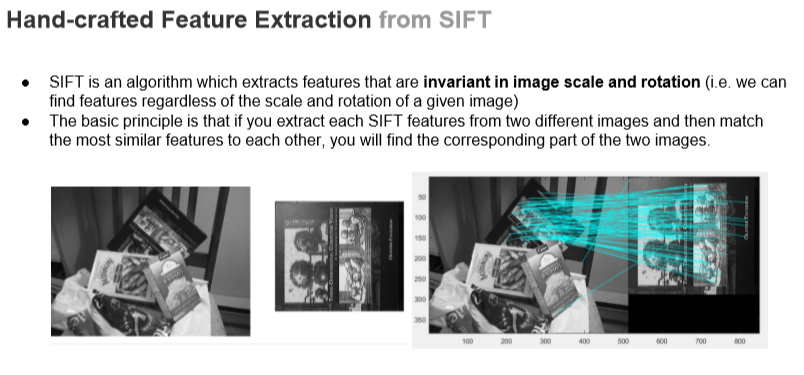 Hand-crafted Feature Extraction from SIFT
● SIFT is an algorithm which extracts features that are invariant in image scale and rotation (i.e. we can
find features regardless of the scale and rotation of a given image)
● The basic principle is that if you extract each SIFT features from two different images and then match
the most similar features to each other, you will find the corresponding part of the two images.
50
100
150
200
250
300
350
100 200 300 400 500 600 700 800